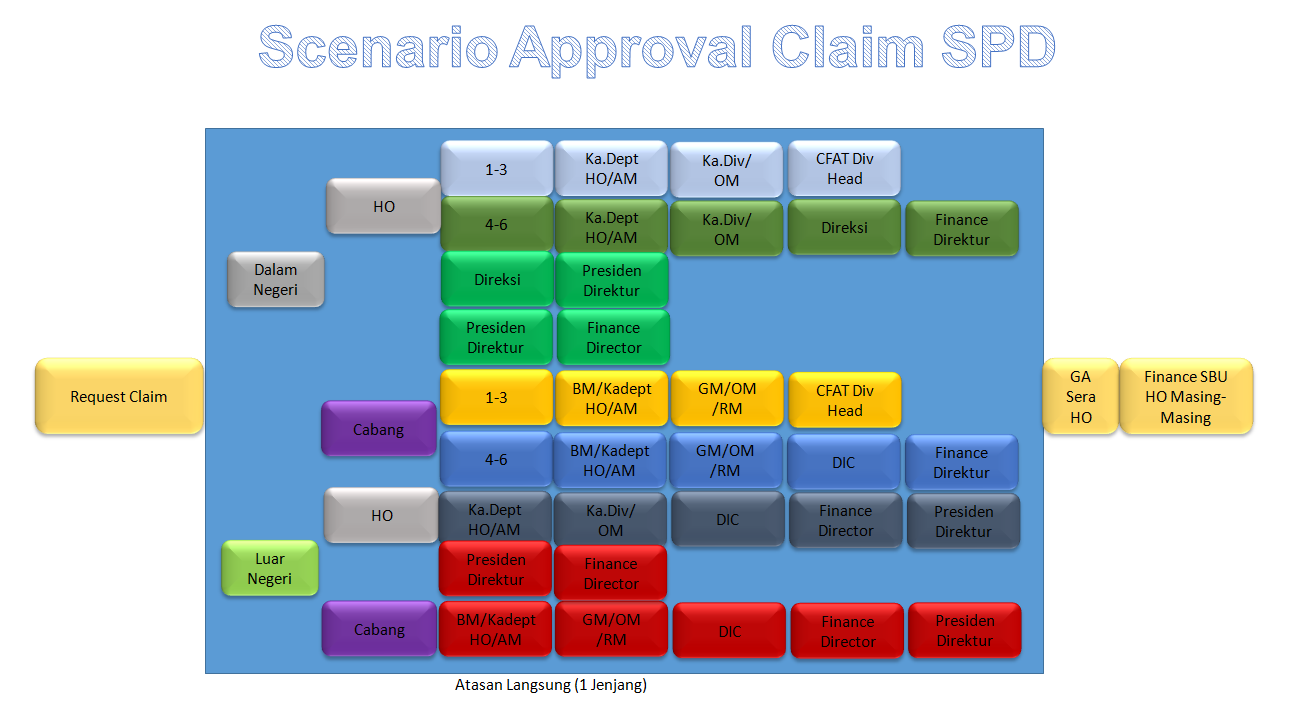 Scenario Approval Claim SPD
Request Claim
Dalam
Negeri
HO
1-3
Ka.Dept
HO/AM
Ka.Div/
OM
CFAT Div
Head
4-6
Ka.Dept
HO/AM
Ka.Div/
OM
Direksi
Finance
Direktur
Direksi
Presiden
Direktur
Presiden
Direktur
Finance
Director
Cabang
1-3
BM/Kadept
HO/AM
GM/OM
/RM
CFAT Div
Head
4-6
BM/Kadept
HO/AM
GM/OM
/RM
DIC
Finance
Direktur
Luar
Negeri
HO
Ka.Dept
HO/AM
Ka.Div/
OM
DIC
Finance
Director
Presiden
Direktur
Presiden
Direktur
Finance
Director
Cabang
BM/Kadept
HO/AM
GM/OM
/RM
DIC
Finance
Director
Presiden
Direktur
GA
Sera
HO
Finance SBU
HO Masing-
Masing
Atasan Langsung (1 Jenjang)